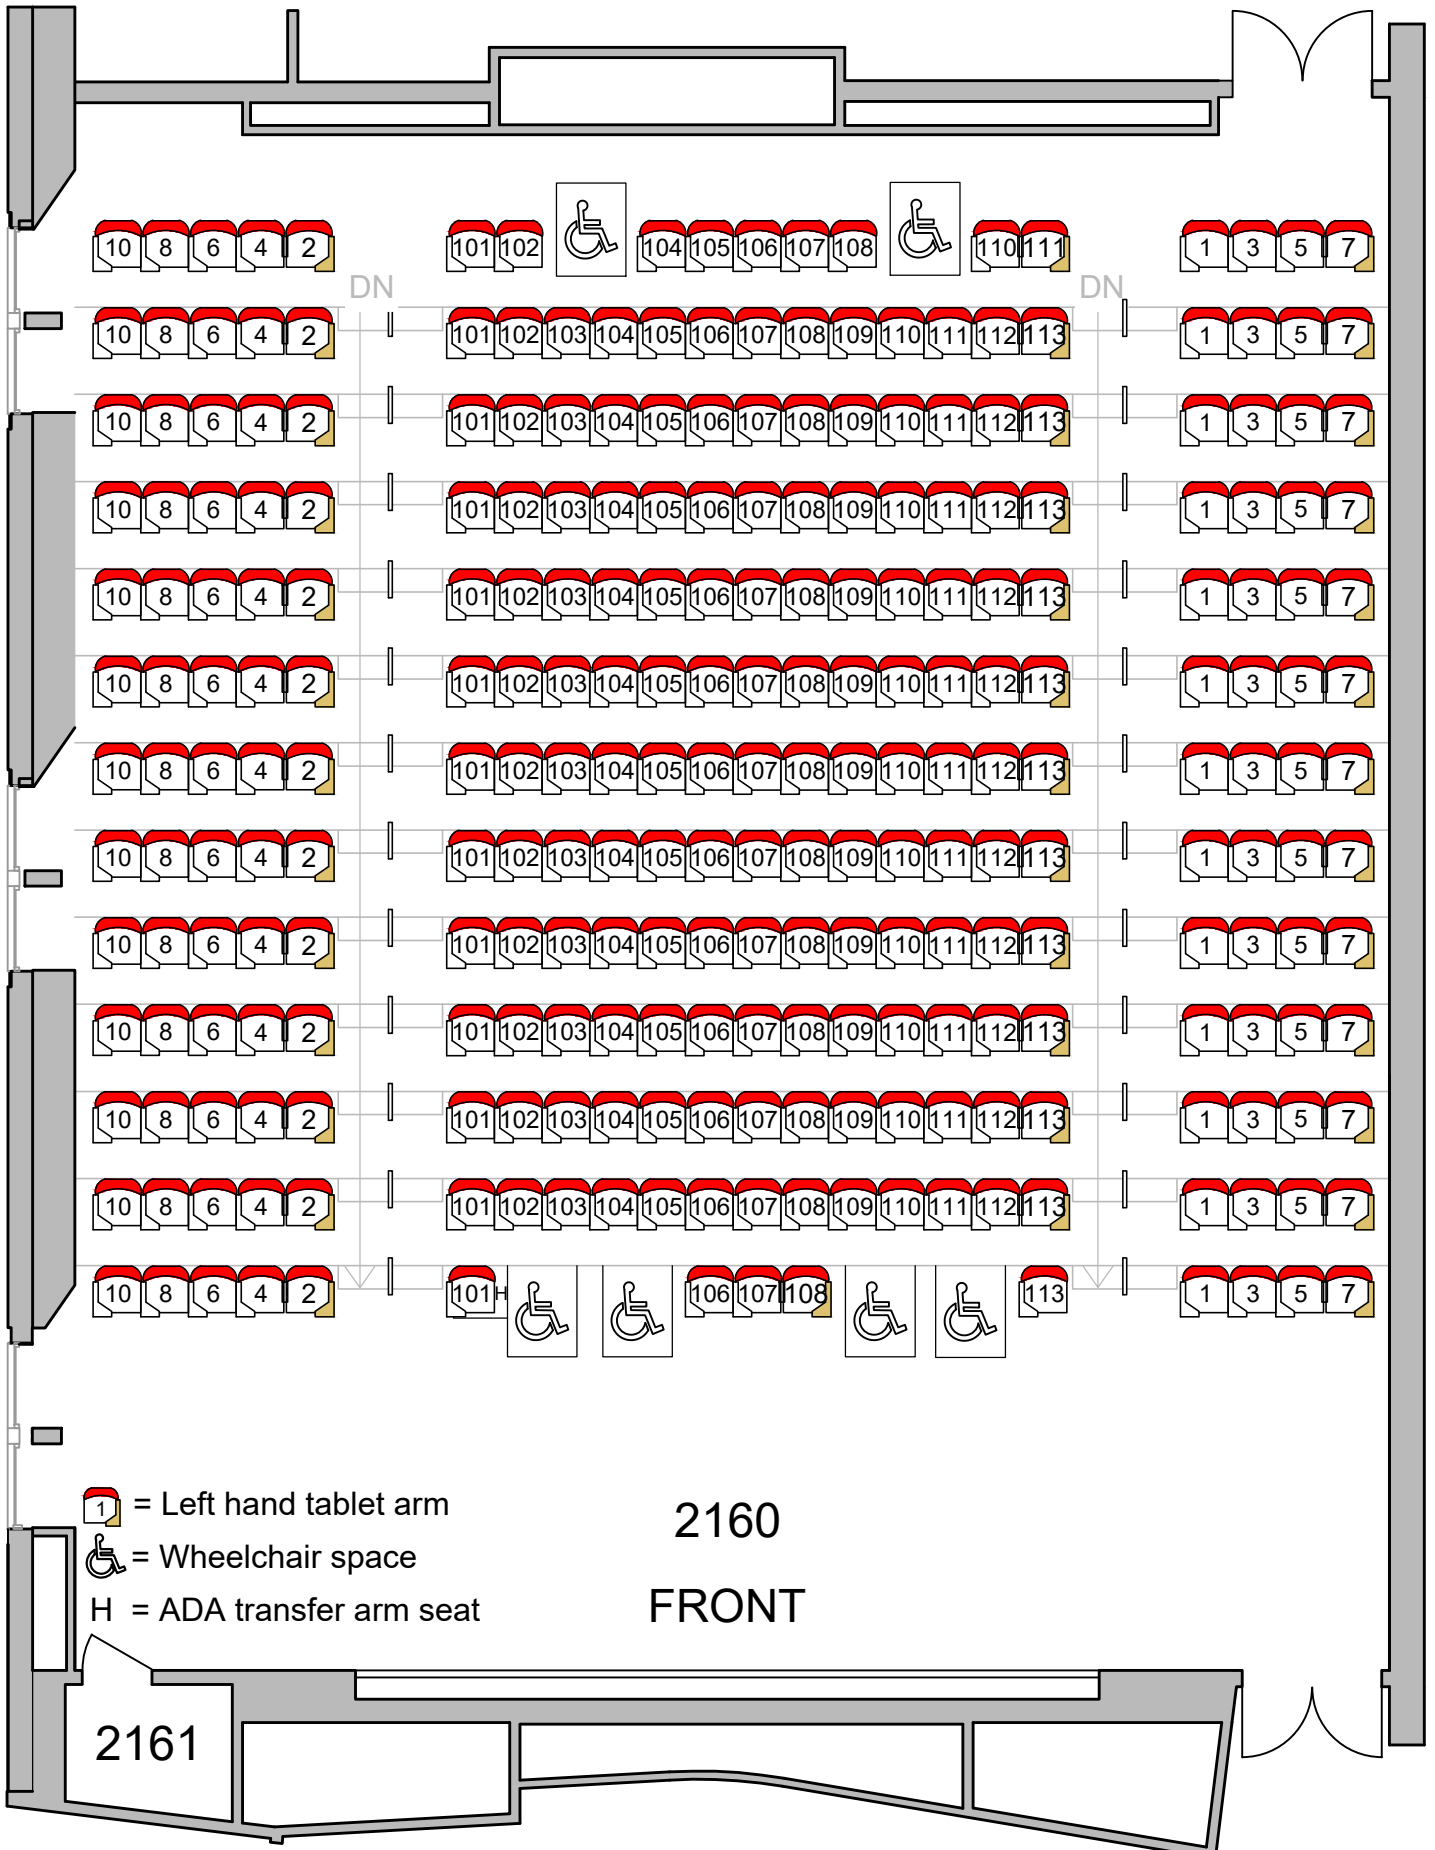 10 8 6 4 2 101 102 104 105 106 107 108 110 111 1 3 5 7
DN DN
10 8 6 4 2 101 102 103 104 105 106 107 108 109 110 111 112 113 1 3 5 7
10 8 6 4 2 101 102 103 104 105 106 107 108 109 110 111 112 113 1 3 5 7
10 8 6 4 2 101 102 103 104 105 106 107 108 109 110 111 112 113 1 3 5 7
10 8 6 4 2 101 102 103 104 105 106 107 108 109 110 111 112 113 1 3 5 7
10 8 6 4 2 101 102 103 104 105 106 107 108 109 110 111 112 113 1 3 5 7
10 8 6 4 2 101 102 103 104 105 106 107 108 109 110 111 112 113 1 3 5 7
10 8 6 4 2 101 102 103 104 105 106 107 108 109 110 111 112 113 1 3 5 7
10 8 6 4 2 101 102 103 104 105 106 107 108 109 110 111 112 113 1 3 5 7
10 8 6 4 2 101 102 103 104 105 106 107 108 109 110 111 112 113 1 3 5 7
10 8 6 4 2 101 102 103 104 105 106 107 108 109 110 111 112 113 1 3 5 7
10 8 6 4 2 101 102 103 104 105 106 107 108 109 110 111 112 113 1 3 5 7
10 8 6 4 2 101 H 106 107 108 113 1 3 5 7
1 = Left hand tablet arm
= Wheelchair space
H = ADA transfer arm seat
2160
FRONT
2161